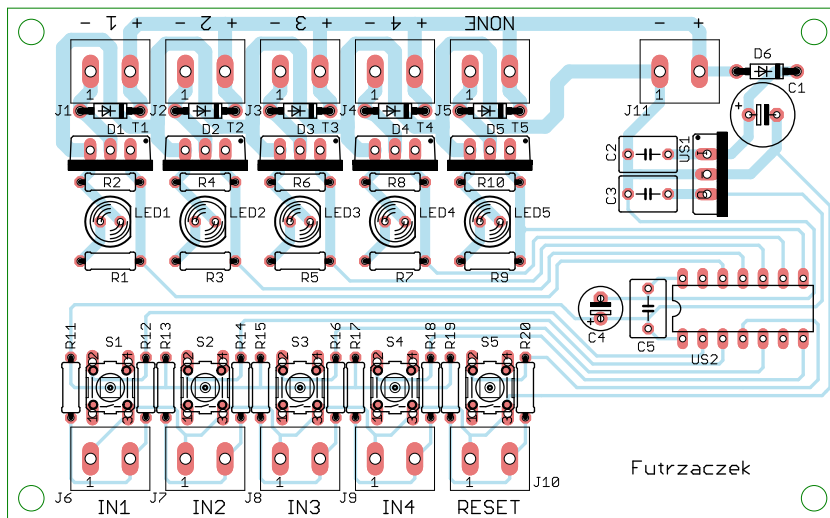 - 1 + - 2 + - 3 + - 4 + NONE - +
D6
C1
1 1 1 1 1 1
J1 J2 J3 J4 J5 J11
D1 T1 D2 T2 D3 T3 D4 T4 D5 T5
US1
C2
R2 R4 R6 R8 R10
C3
LED1 LED2 LED3 LED4 LED5
R1 R3 R5 R7 R9
+
C4
C5
US2
R11 S1 R12 R13 S2 R14 R15 S3 R16 R17 S4 R18 R19 S5 R20
1 1 1 1 1
J6 J7 J8 J9 J10
IN1 IN2 IN3 IN4 RESET
Futrzaczek